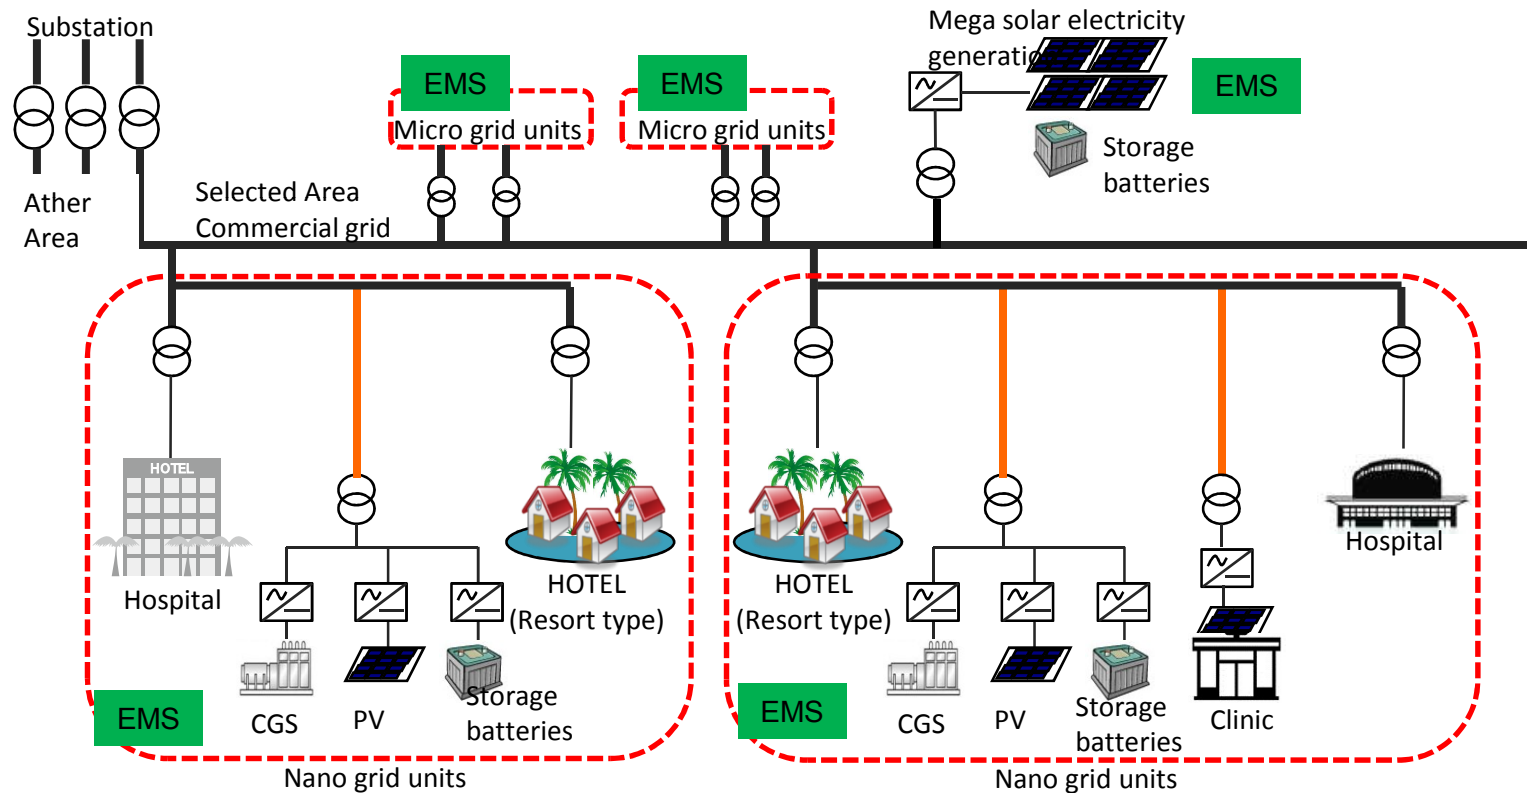 Substation
Ather
Area
Selected Area
Commercial grid
EMS
Micro grid units
EMS
Micro grid units
Mega solar electricity
generation
EMS
Storage
batteries
HOTEL
Hospital
CGS
PV
Storage
batteries
HOTEL
(Resort type)
EMS
Nano grid units
HOTEL
(Resort type)
CGS
PV
Storage
batteries
Clinic
Hospital
EMS
Nano grid units